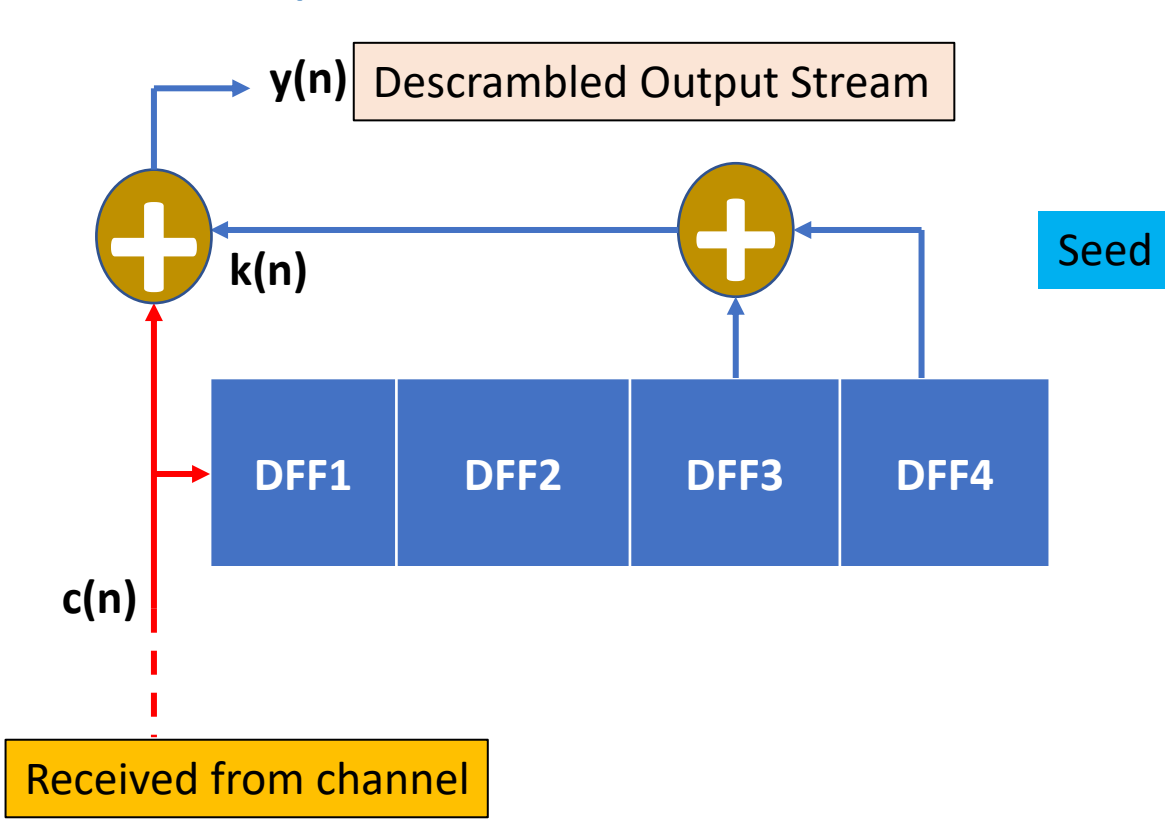 y(n)
Descrambled Output Stream
k(n)
Seed
DFF1
DFF2
DFF3
DFF4
c(n)
Received from channel